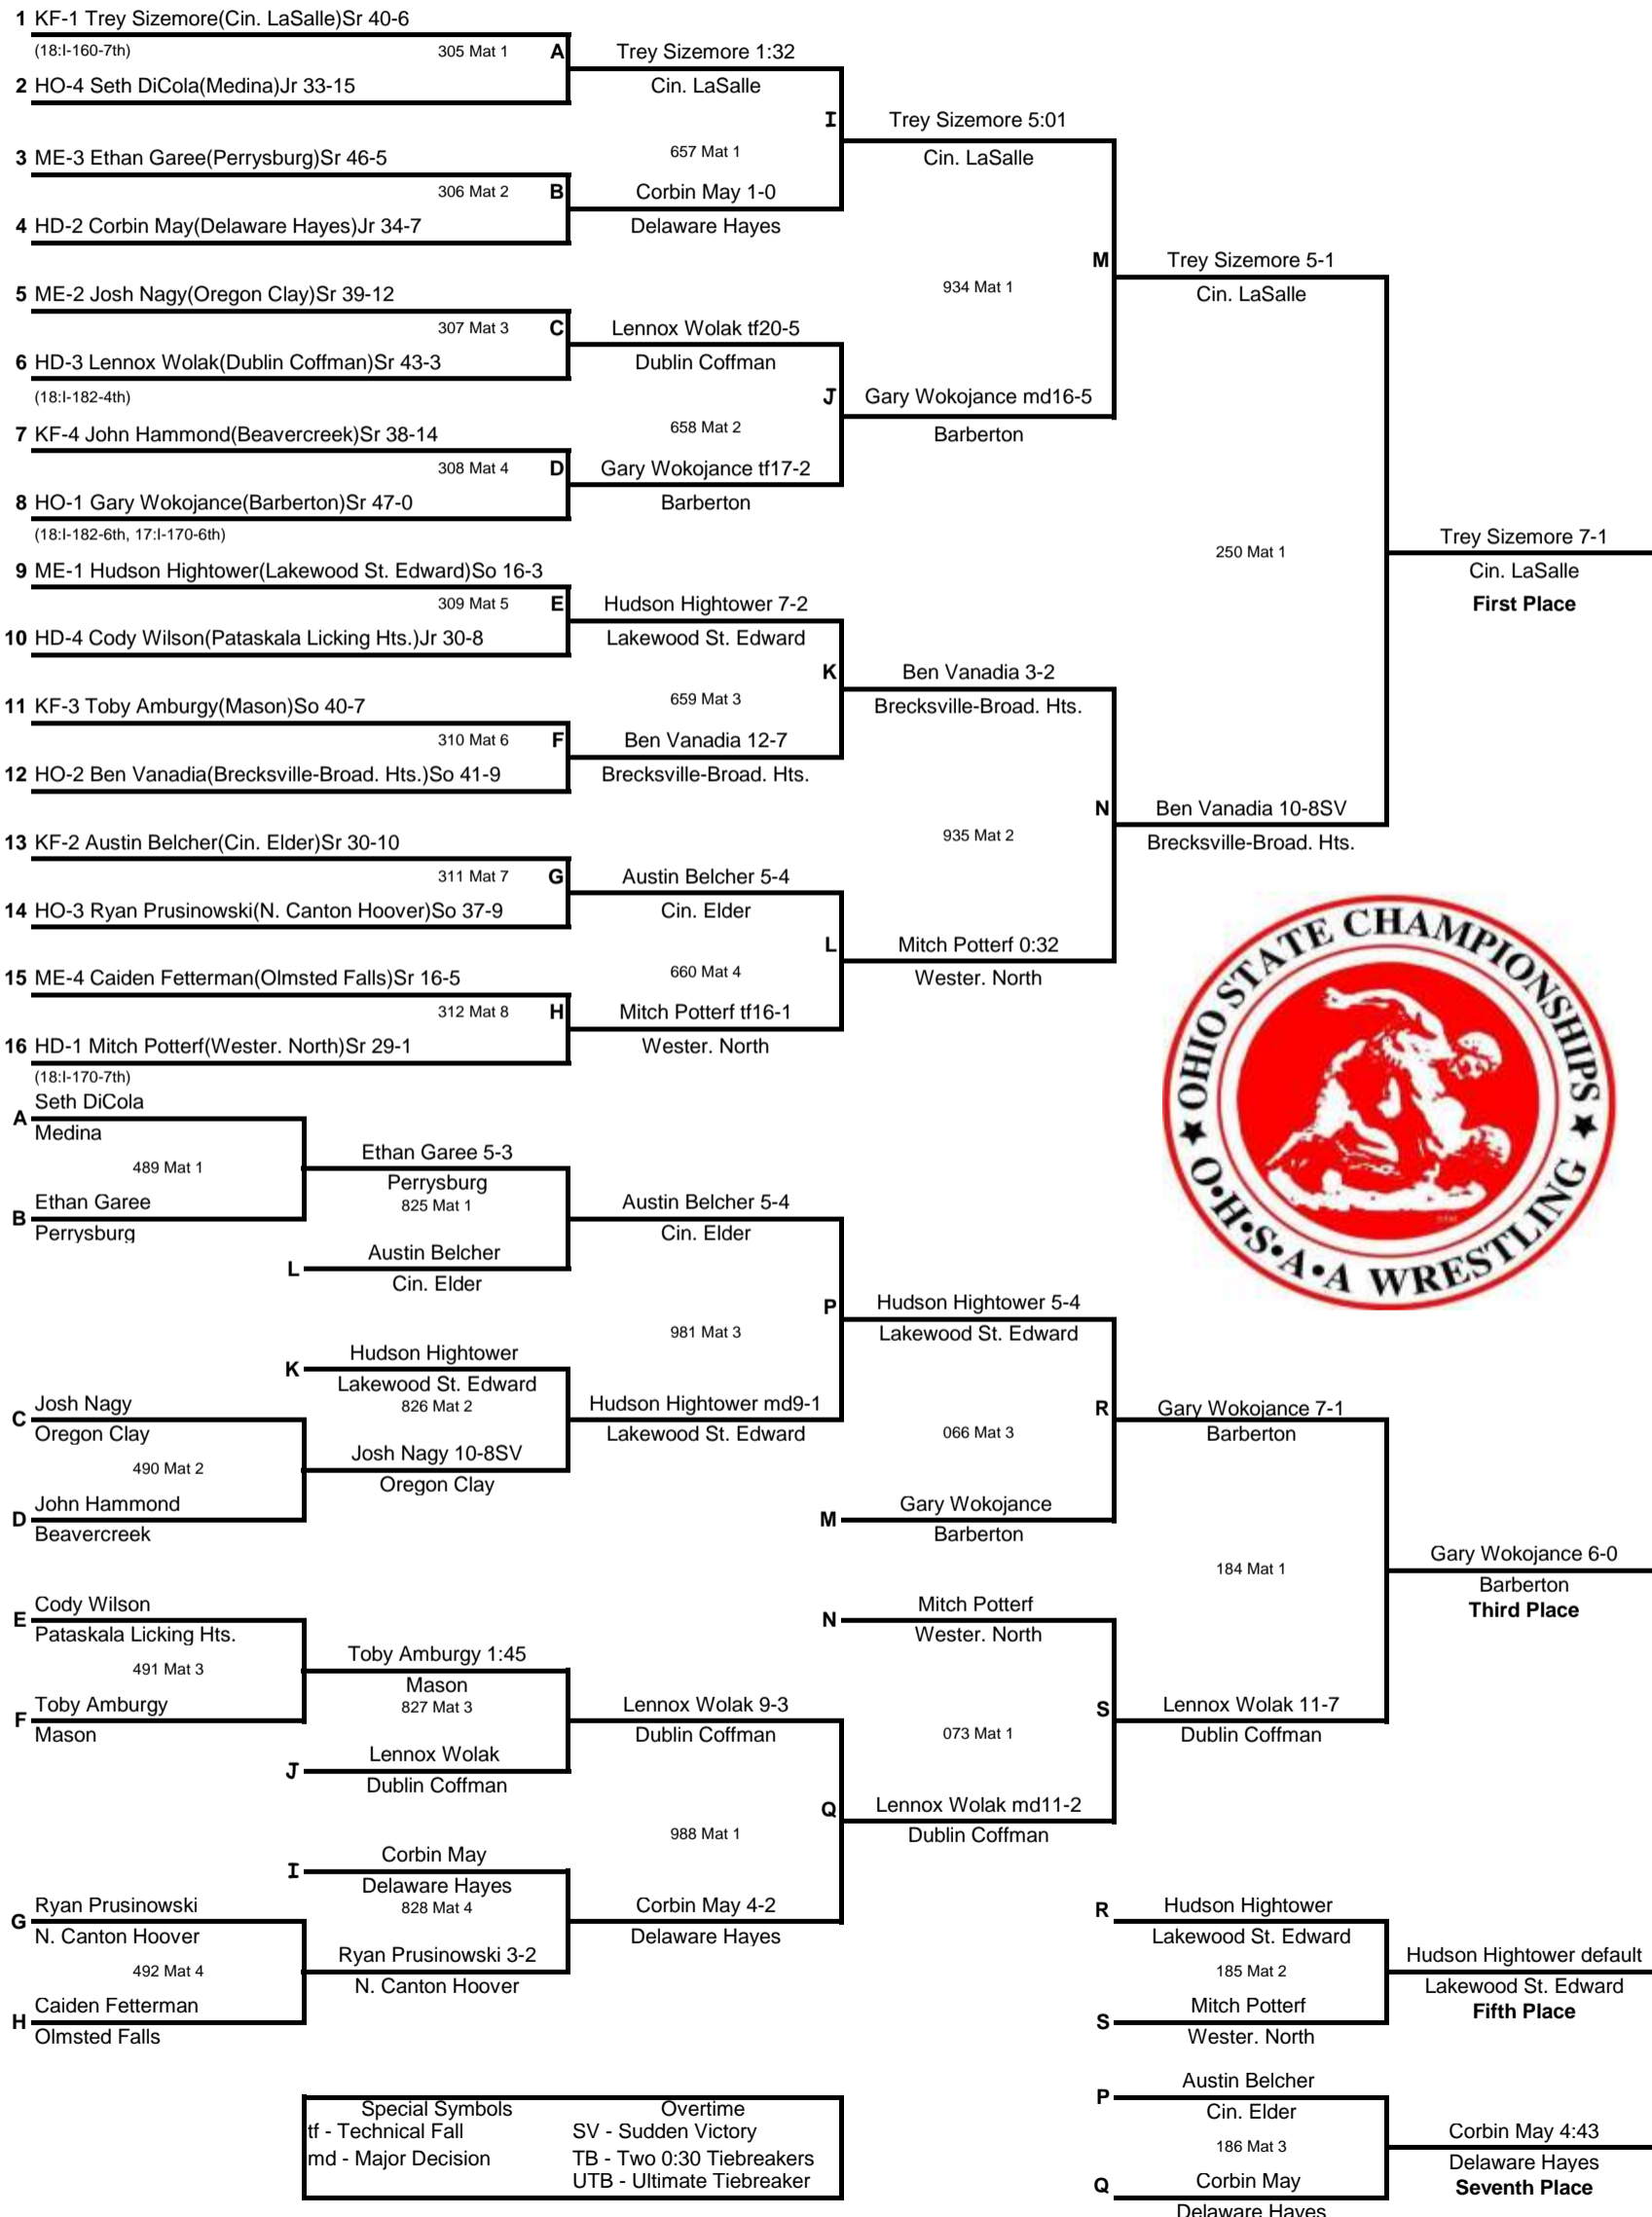 1 KF-1 Trey Sizemore(Cin. LaSalle)Sr 40-6
(18:I-160-7th)
305 Mat 1
A
2 HO-4 Seth DiCola(Medina)Jr 33-15
3 ME-3 Ethan Garee(Perrysburg)Sr 46-5
306 Mat 2
B
4 HD-2 Corbin May(Delaware Hayes)Jr 34-7
5 ME-2 Josh Nagy(Oregon Clay)Sr 39-12
307 Mat 3
C
6 HD-3 Lennox Wolak(Dublin Coffman)Sr 43-3
(18:I-182-4th)
7 KF-4 John Hammond(Beavercreek)Sr 38-14
308 Mat 4
D
8 HO-1 Gary Wokojance(Barberton)Sr 47-0
(18:I-182-6th, 17:I-170-6th)
9 ME-1 Hudson Hightower(Lakewood St. Edward)So 16-3
309 Mat 5
E
10 HD-4 Cody Wilson(Pataskala Licking Hts.)Jr 30-8
11 KF-3 Toby Amburgy(Mason)So 40-7
310 Mat 6
F
12 HO-2 Ben Vanadia(Brecksville-Broad. Hts.)So 41-9
13 KF-2 Austin Belcher(Cin. Elder)Sr 30-10
311 Mat 7
G
14 HO-3 Ryan Prusinowski(N. Canton Hoover)So 37-9
15 ME-4 Caiden Fetterman(Olmsted Falls)Sr 16-5
312 Mat 8
H
16 HD-1 Mitch Potterf(Wester. North)Sr 29-1
(18:I-170-7th)
Trey Sizemore 1:32
Cin. LaSalle
657 Mat 1
I
Corbin May 1-0
Delaware Hayes
Lennox Wolak tf20-5
Dublin Coffman
658 Mat 2
J
Gary Wokojance tf17-2
Barberton
Hudson Hightower 7-2
Lakewood St. Edward
659 Mat 3
K
Ben Vanadia 12-7
Brecksville-Broad. Hts.
Austin Belcher 5-4
Cin. Elder
660 Mat 4
L
Mitch Potterf tf16-1
Wester. North
Trey Sizemore 5:01
Cin. LaSalle
934 Mat 1
M
Gary Wokojance md16-5
Barberton
Ben Vanadia 3-2
Brecksville-Broad. Hts.
935 Mat 2
N
Mitch Potterf 0:32
Wester. North
Trey Sizemore 5-1
Cin. LaSalle
250 Mat 1
Ben Vanadia 10-8SV
Brecksville-Broad. Hts.
Trey Sizemore 7-1
Cin. LaSalle
First Place
★ OHIO STATE CHAMPIONSHIPS ★
O•H•S•A•A WRESTLING
A
Seth DiCola
Medina
489 Mat 1
B
Ethan Garee
Perrysburg
Ethan Garee 5-3
Perrysburg
825 Mat 1
L
Austin Belcher
Cin. Elder
K
Hudson Hightower
Lakewood St. Edward
826 Mat 2
C
Josh Nagy
Oregon Clay
490 Mat 2
Josh Nagy 10-8SV
Oregon Clay
D
John Hammond
Beavercreek
Austin Belcher 5-4
Cin. Elder
981 Mat 3
P
Hudson Hightower md9-1
Lakewood St. Edward
Hudson Hightower 5-4
Lakewood St. Edward
066 Mat 3
R
M
Gary Wokojance
Barberton
Gary Wokojance 7-1
Barberton
184 Mat 1
Gary Wokojance 6-0
Barberton
Third Place
E
Cody Wilson
Pataskala Licking Hts.
491 Mat 3
F
Toby Amburgy
Mason
Toby Amburgy 1:45
Mason
827 Mat 3
J
Lennox Wolak
Dublin Coffman
Lennox Wolak 9-3
Dublin Coffman
988 Mat 1
Q
I
Corbin May
Delaware Hayes
828 Mat 4
G
Ryan Prusinowski
N. Canton Hoover
492 Mat 4
Ryan Prusinowski 3-2
N. Canton Hoover
H
Caiden Fetterman
Olmsted Falls
Corbin May 4-2
Delaware Hayes
N
Mitch Potterf
Wester. North
073 Mat 1
S
Lennox Wolak md11-2
Dublin Coffman
Lennox Wolak 11-7
Dublin Coffman
R
Hudson Hightower
Lakewood St. Edward
185 Mat 2
S
Mitch Potterf
Wester. North
Hudson Hightower default
Lakewood St. Edward
Fifth Place
P
Austin Belcher
Cin. Elder
186 Mat 3
Q
Corbin May
Delaware Hayes
Corbin May 4:43
Delaware Hayes
Seventh Place
Special Symbols Overtime
tf - Technical Fall SV - Sudden Victory
md - Major Decision TB - Two 0:30 Tiebreakers
UTB - Ultimate Tiebreaker